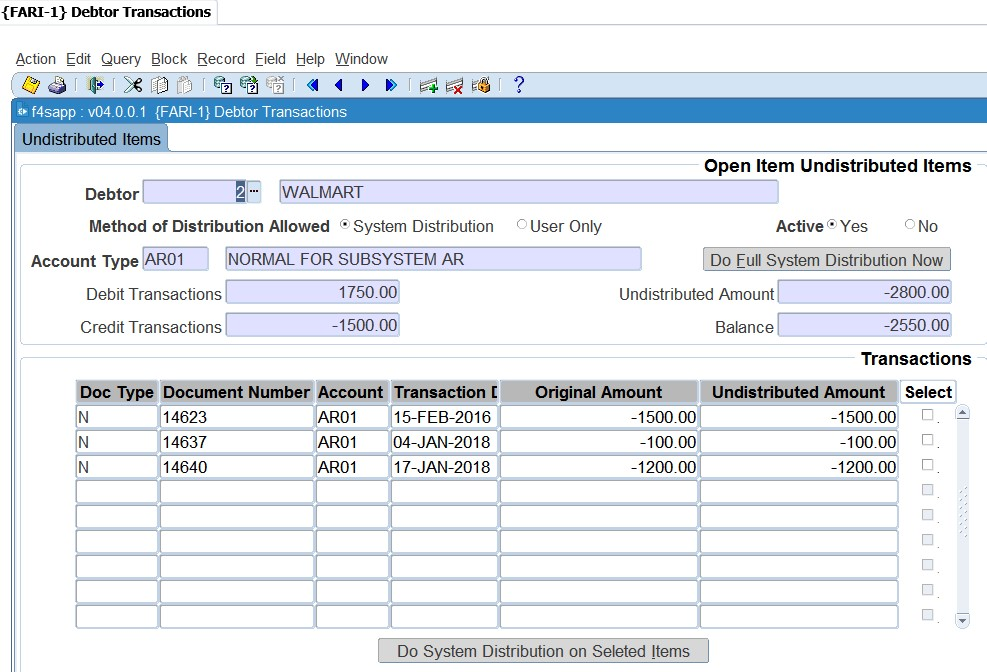 {FARI-1} Debtor Transactions
Action Edit Query Block Record Field Help Window
f4sapp : v04.0.0.1 {FARI-1} Debtor Transactions
Undistributed Items
Open Item Undistributed Items
Debtor 2 ... WALMART
Method of Distribution Allowed System Distribution User Only Active Yes No
Account Type AR01 NORMAL FOR SUBSYSTEM AR Do Full System Distribution Now
Debit Transactions 1750.00 Undistributed Amount -2800.00
Credit Transactions -1500.00 Balance -2550.00
Transactions
Doc Type Document Number Account Transaction D Original Amount Undistributed Amount Select
N 14623 AR01 15-FEB-2016 -1500.00 -1500.00
N 14637 AR01 04-JAN-2018 -100.00 -100.00
N 14640 AR01 17-JAN-2018 -1200.00 -1200.00
Do System Distribution on Seleted Items